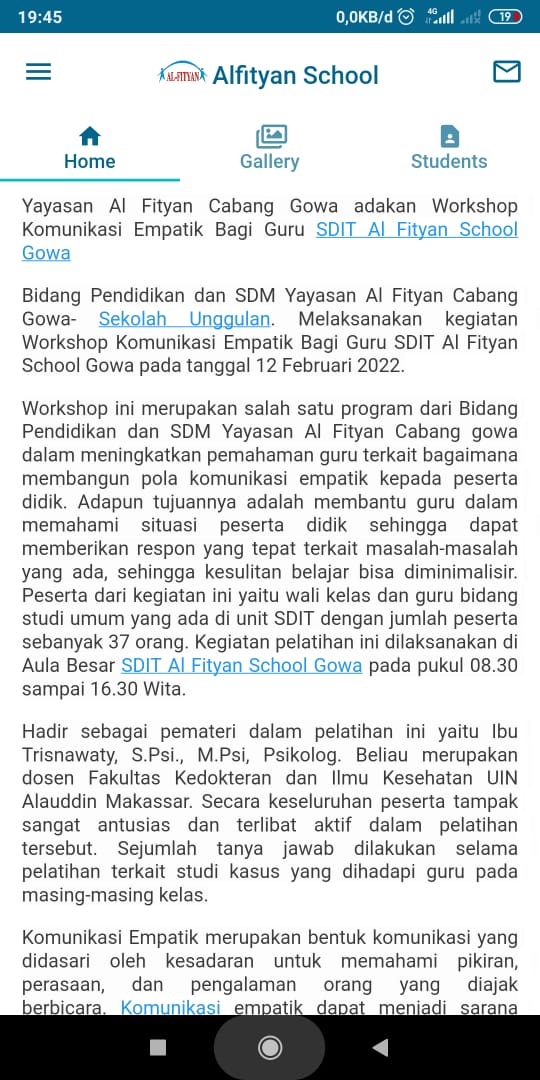 19:45
0,0KB/d
4G
19
AL-FITYAN
Alfityan School
Home
Gallery
Students
Yayasan Al Fityan Cabang Gowa adakan Workshop
Komunikasi Empatik Bagi Guru SDIT Al Fityan School
Gowa
Bidang Pendidikan dan SDM Yayasan Al Fityan Cabang
Gowa- Sekolah Unggulan. Melaksanakan kegiatan
Workshop Komunikasi Empatik Bagi Guru SDIT Al Fityan
School Gowa pada tanggal 12 Februari 2022.
Workshop ini merupakan salah satu program dari Bidang
Pendidikan dan SDM Yayasan Al Fityan Cabang gowa
dalam meningkatkan pemahaman guru terkait bagaimana
membangun pola komunikasi empatik kepada peserta
didik. Adapun tujuannya adalah membantu guru dalam
memahami situasi peserta didik sehingga dapat
memberikan respon yang tepat terkait masalah-masalah
yang ada, sehingga kesulitan belajar bisa diminimalisir.
Peserta dari kegiatan ini yaitu wali kelas dan guru bidang
studi umum yang ada di unit SDIT dengan jumlah peserta
sebanyak 37 orang. Kegiatan pelatihan ini dilaksanakan di
Aula Besar SDIT Al Fityan School Gowa pada pukul 08.30
sampai 16.30 Wita.
Hadir sebagai pemateri dalam pelatihan ini yaitu Ibu
Trisnawaty, S.Psi., M.Psi, Psikolog. Beliau merupakan
dosen Fakultas Kedokteran dan Ilmu Kesehatan UIN
Alauddin Makassar. Secara keseluruhan peserta tampak
sangat antusias dan terlibat aktif dalam pelatihan
tersebut. Sejumlah tanya jawab dilakukan selama
pelatihan terkait studi kasus yang dihadapi guru pada
masing-masing kelas.
Komunikasi Empatik merupakan bentuk komunikasi yang
didasari oleh kesadaran untuk memahami pikiran,
perasaan, dan pengalaman orang yang diajak
berbicara. Komunikasi empatik dapat menjadi sarana